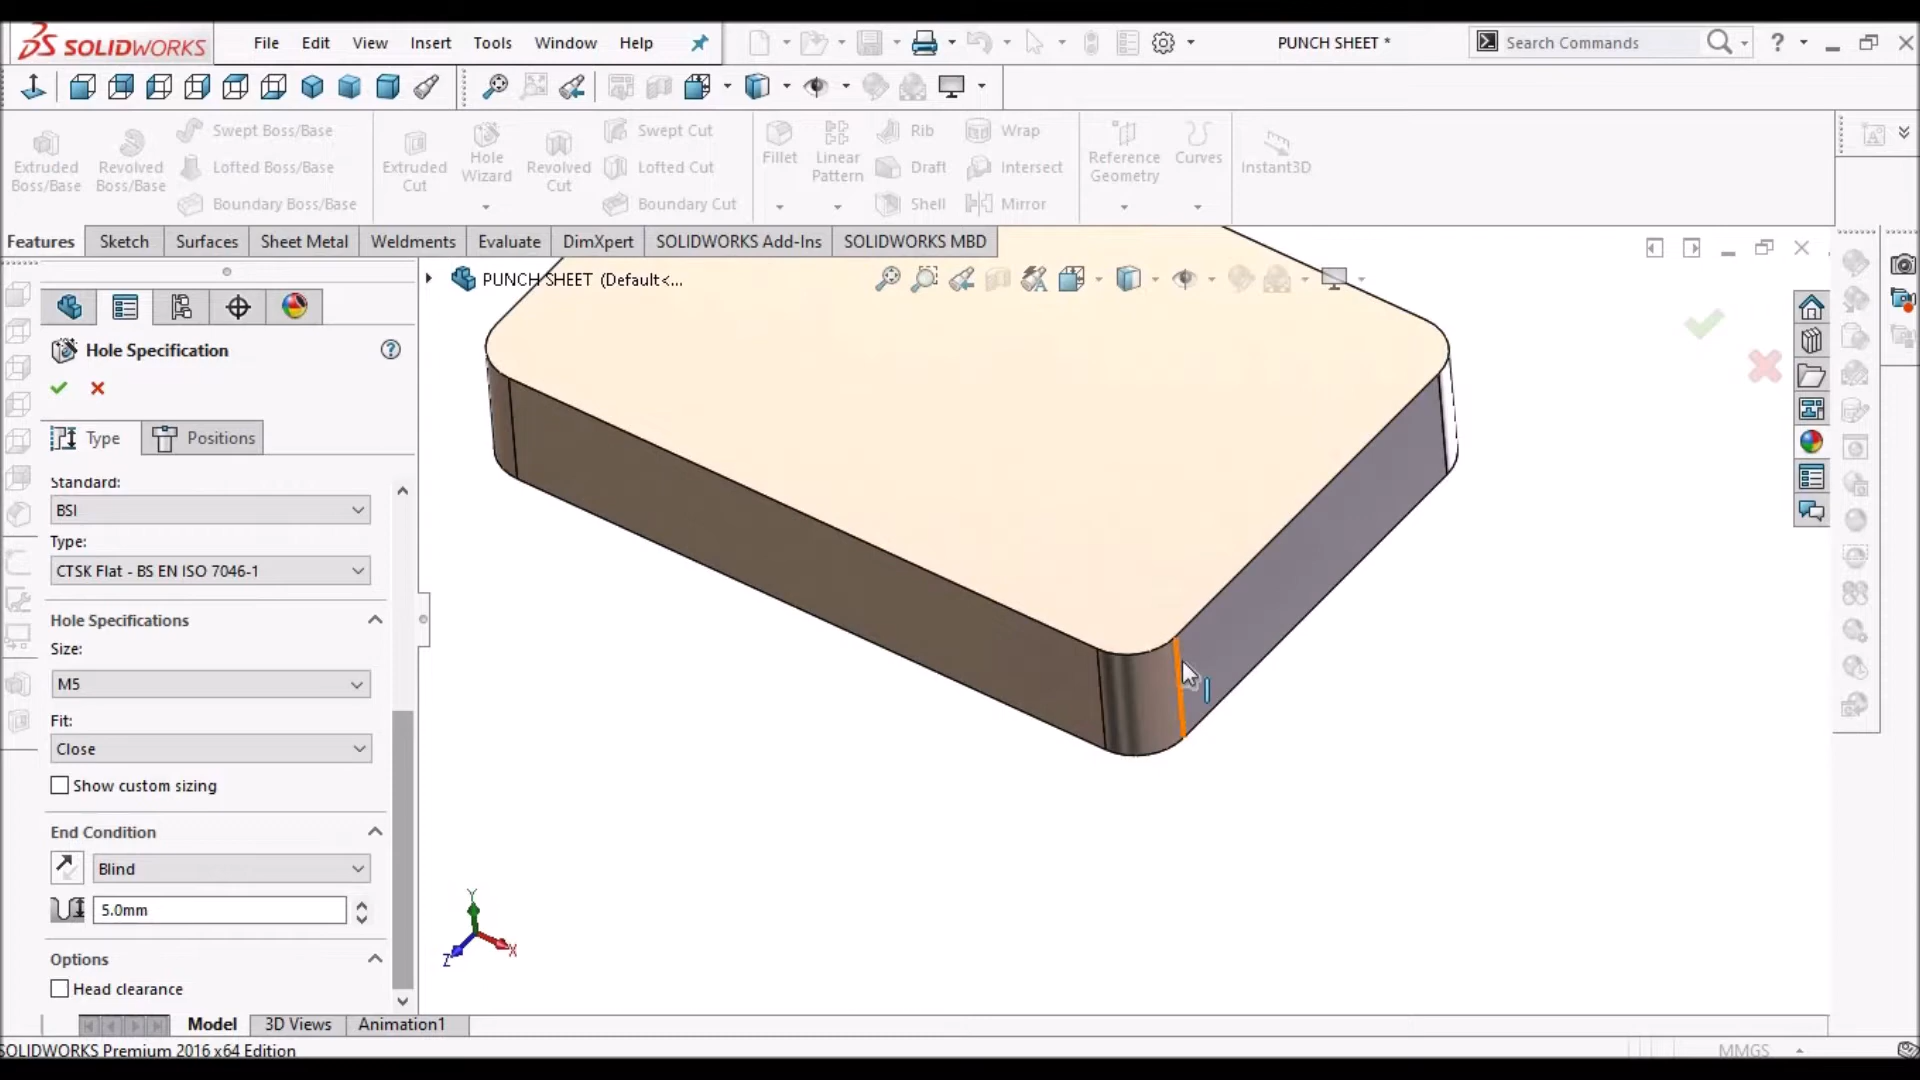 SOLIDWORKS File Edit View Insert Tools Window Help PUNCH SHEET * Search Commands ?
Extruded Boss/Base
Revolved Boss/Base
Swept Boss/Base
Lofted Boss/Base
Boundary Boss/Base
Extruded Cut
Hole Wizard
Revolved Cut
Swept Cut
Lofted Cut
Boundary Cut
Fillet
Linear Pattern
Rib
Draft
Shell
Wrap
Intersect
Mirror
Reference Geometry
Curves
Instant3D
Features Sketch Surfaces Sheet Metal Weldments Evaluate DimXpert SOLIDWORKS Add-Ins SOLIDWORKS MBD
PUNCH SHEET (Default<...
Hole Specification ?
Type Positions
Standard:
BSI
Type:
CTSK Flat - BS EN ISO 7046-1
Hole Specifications
Size:
M5
Fit:
Close
Show custom sizing
End Condition
Blind
5.0mm
Options
Head clearance
Y
Z X
Model 3D Views Animation1
SOLIDWORKS Premium 2016 x64 Edition MMGS